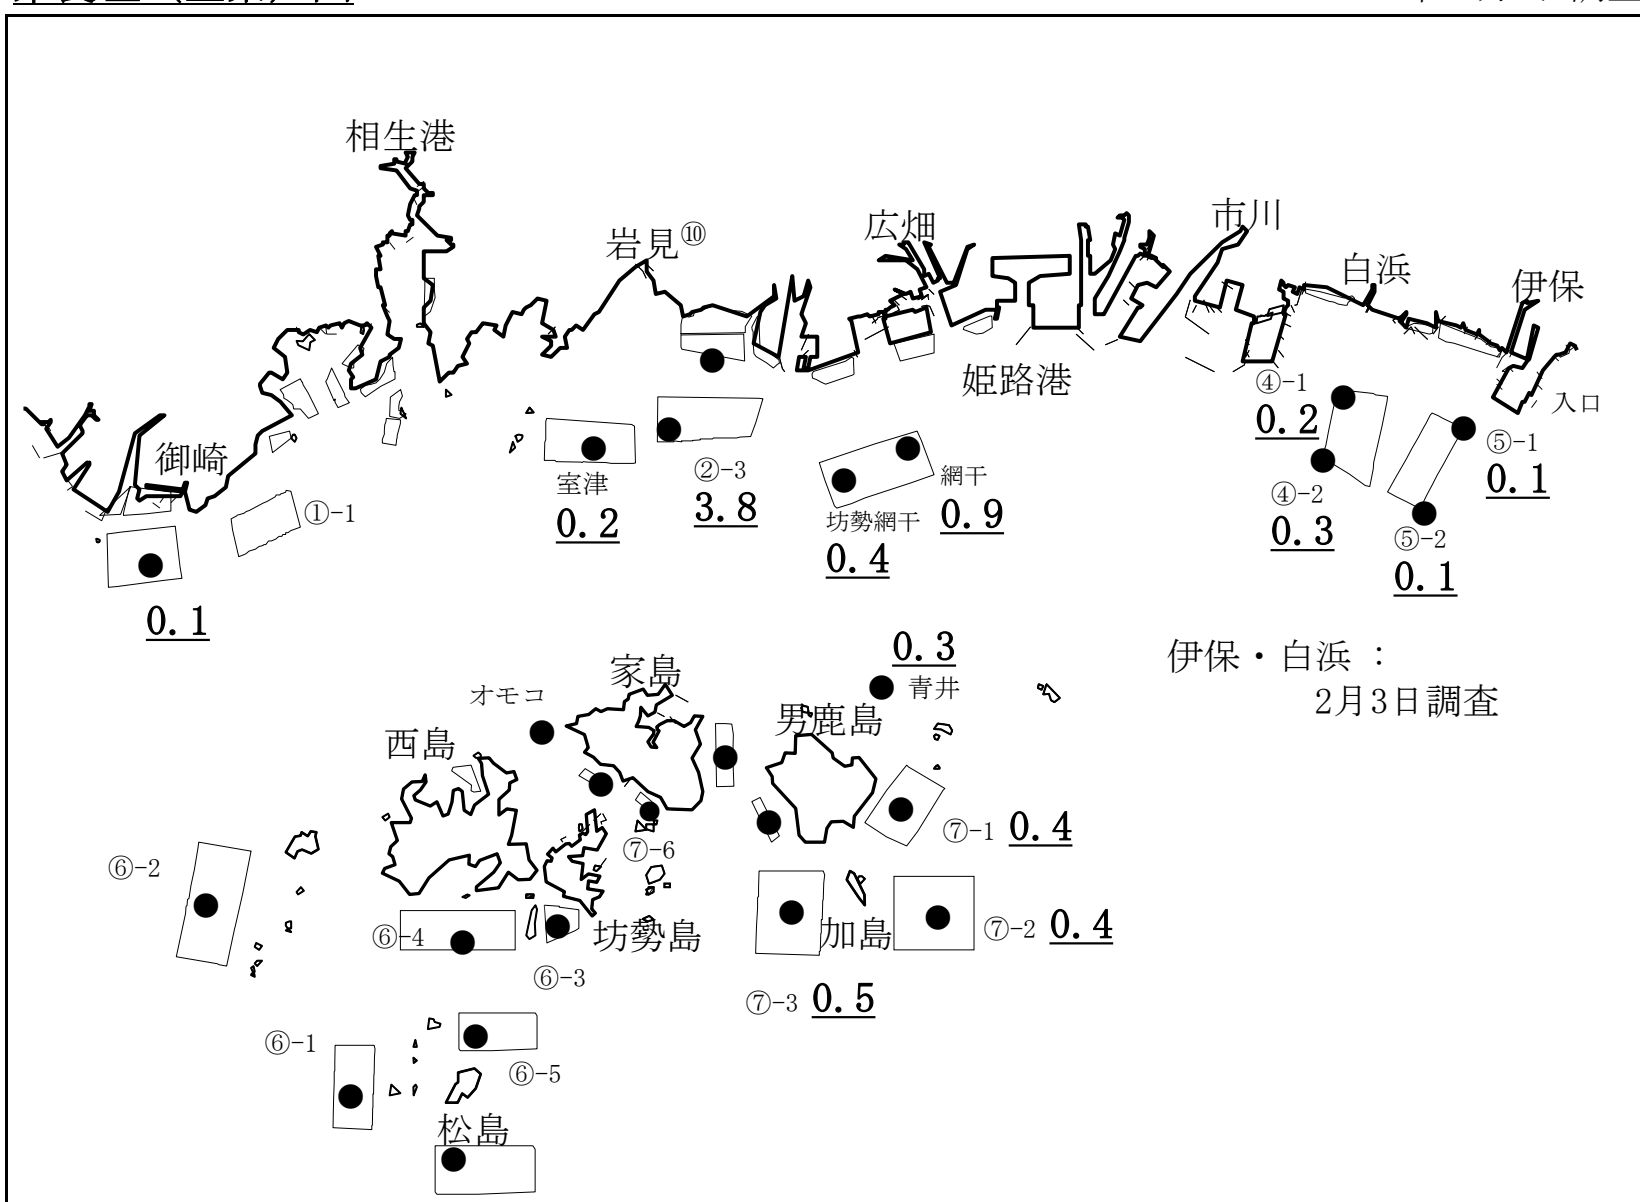 相生港
岩見⑩
広畑
市川
白浜
伊保
姫路港
④-1
0.2
入口
御崎
⑤-1
0.1
室津
0.2
②-3
3.8
網干
0.9
坊勢網干
0.4
④-2
0.3
⑤-2
0.1
①-1
0.1
0.3
青井
伊保・白浜：
2月3日調査
家島
オモコ
男鹿島
西島
⑦-1 0.4
⑦-6
⑥-2
⑥-4
坊勢島
加島
⑦-2 0.4
⑥-3
⑦-3 0.5
⑥-1
⑥-5
松島